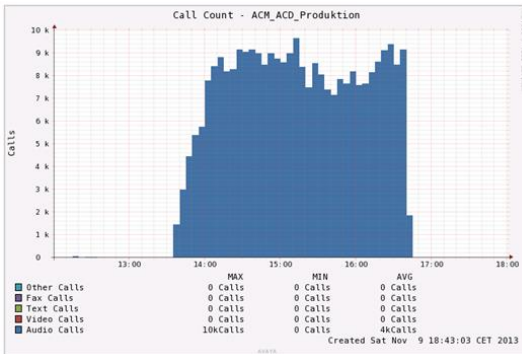 Call Count - ACM_ACD_Produktion
10 k
9 k
8 k
7 k
6 k
5 k
4 k
3 k
2 k
1 k
0
Calls
13:00 14:00 15:00 16:00 17:00 18:00
MAX MIN AVG
Other Calls 0 Calls 0 Calls 0 Calls
Fax Calls 0 Calls 0 Calls 0 Calls
Text Calls 0 Calls 0 Calls 0 Calls
Video Calls 0 Calls 0 Calls 0 Calls
Audio Calls 10kCalls 0 Calls 4kCalls
Created Sat Nov 9 18:43:03 CET 2013